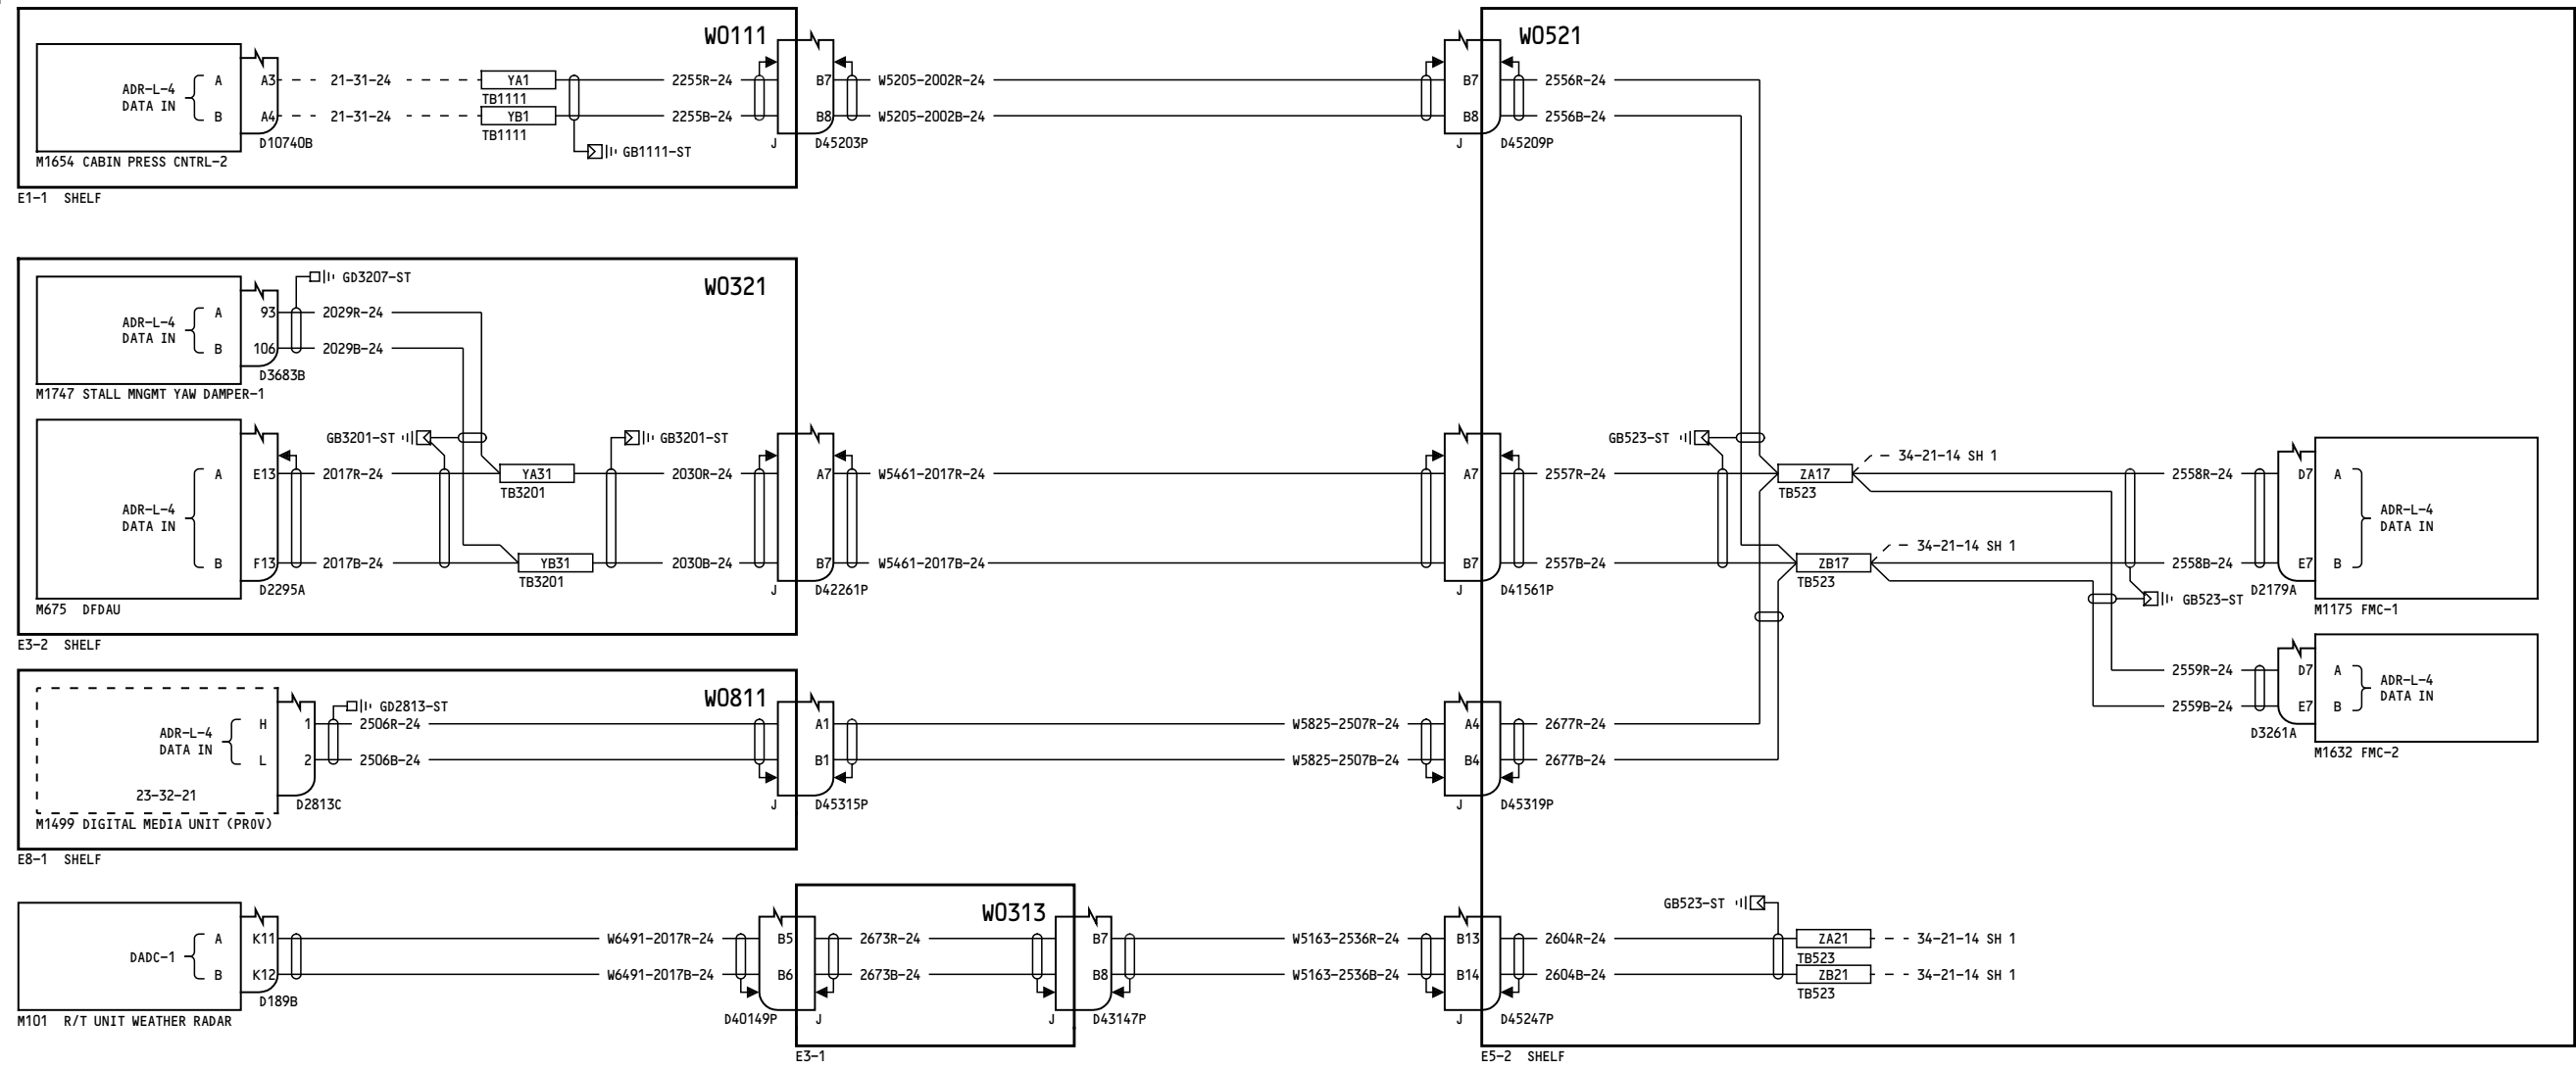 W0111
W0521
ADR-L-4
DATA IN
A
B
A3
A4
21-31-24
21-31-24
YA1
TB1111
YB1
TB1111
GB1111-ST
2255R-24
2255B-24
B7
B8
W5205-2002R-24
W5205-2002B-24
B7
B8
2556R-24
2556B-24
D10740B
J
D45203P
J
D45209P
M1654 CABIN PRESS CNTRL-2
E1-1 SHELF
W0321
GD3207-ST
ADR-L-4
DATA IN
A
B
93
106
2029R-24
2029B-24
D3683B
M1747 STALL MNGMT YAW DAMPER-1
GB3201-ST
GB3201-ST
ADR-L-4
DATA IN
A
B
E13
F13
2017R-24
2017B-24
YA31
TB3201
YB31
TB3201
2030R-24
2030B-24
A7
B7
W5461-2017R-24
W5461-2017B-24
A7
B7
2557R-24
2557B-24
GB523-ST
ZA17
TB523
ZB17
TB523
34-21-14 SH 1
34-21-14 SH 1
2558R-24
2558B-24
D7
E7
A
B
ADR-L-4
DATA IN
D2295A
J
D42261P
J
D41561P
GB523-ST
D2179A
M1175 FMC-1
M675 DFDAU
E3-2 SHELF
2559R-24
2559B-24
D7
E7
A
B
ADR-L-4
DATA IN
D3261A
M1632 FMC-2
W0811
GD2813-ST
ADR-L-4
DATA IN
H
L
1
2
2506R-24
2506B-24
A1
B1
W5825-2507R-24
W5825-2507B-24
A4
B4
2677R-24
2677B-24
23-32-21
D2813C
J
D45315P
J
D45319P
M1499 DIGITAL MEDIA UNIT (PROV)
E8-1 SHELF
W0313
GB523-ST
DADC-1
A
B
K11
K12
W6491-2017R-24
W6491-2017B-24
B5
B6
2673R-24
2673B-24
B7
B8
W5163-2536R-24
W5163-2536B-24
B13
B14
2604R-24
2604B-24
ZA21
TB523
ZB21
TB523
34-21-14 SH 1
34-21-14 SH 1
D189B
D40149P
J
J
D43147P
J
D45247P
M101 R/T UNIT WEATHER RADAR
E3-1
E5-2 SHELF